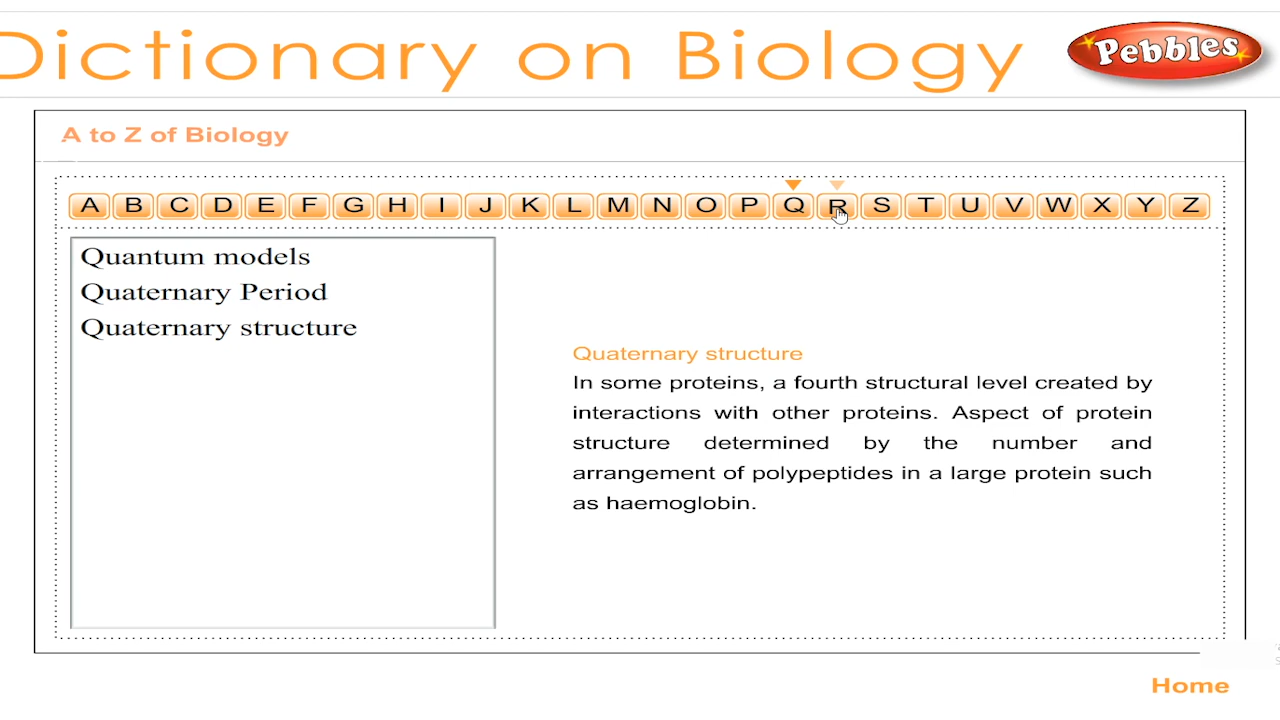 Dictionary on Biology
Pebbles
A to Z of Biology
A B C D E F G H I J K L M N O P Q R S T U V W X Y Z
Quantum models
Quaternary Period
Quaternary structure
Quaternary structure
In some proteins, a fourth structural level created by
interactions with other proteins. Aspect of protein
structure determined by the number and
arrangement of polypeptides in a large protein such
as haemoglobin.
Home